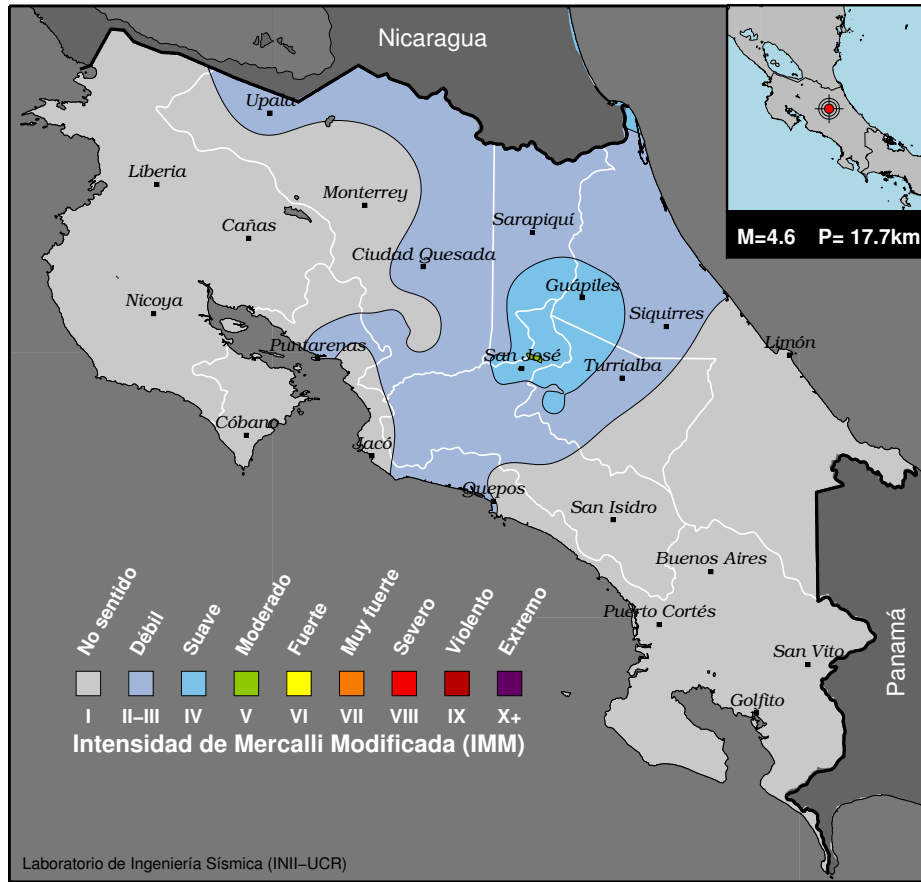 Nicaragua
Upala
Liberia
Monterrey
Cañas
Sarapiquí
Ciudad Quesada
Guápiles
Nicoya
Siquirres
Puntarenas
San José
Limón
Turrialba
Cóbano
Jacó
Quepos
San Isidro
Buenos Aires
Puerto Cortés
San Vito
Golfito
Panamá
M=4.6 P= 17.7km
No sentido
Débil
Suave
Moderado
Fuerte
Muy fuerte
Severo
Violento
Extremo
I II–III IV V VI VII VIII IX X+
Intensidad de Mercalli Modificada (IMM)
Laboratorio de Ingeniería Sísmica (INII–UCR)